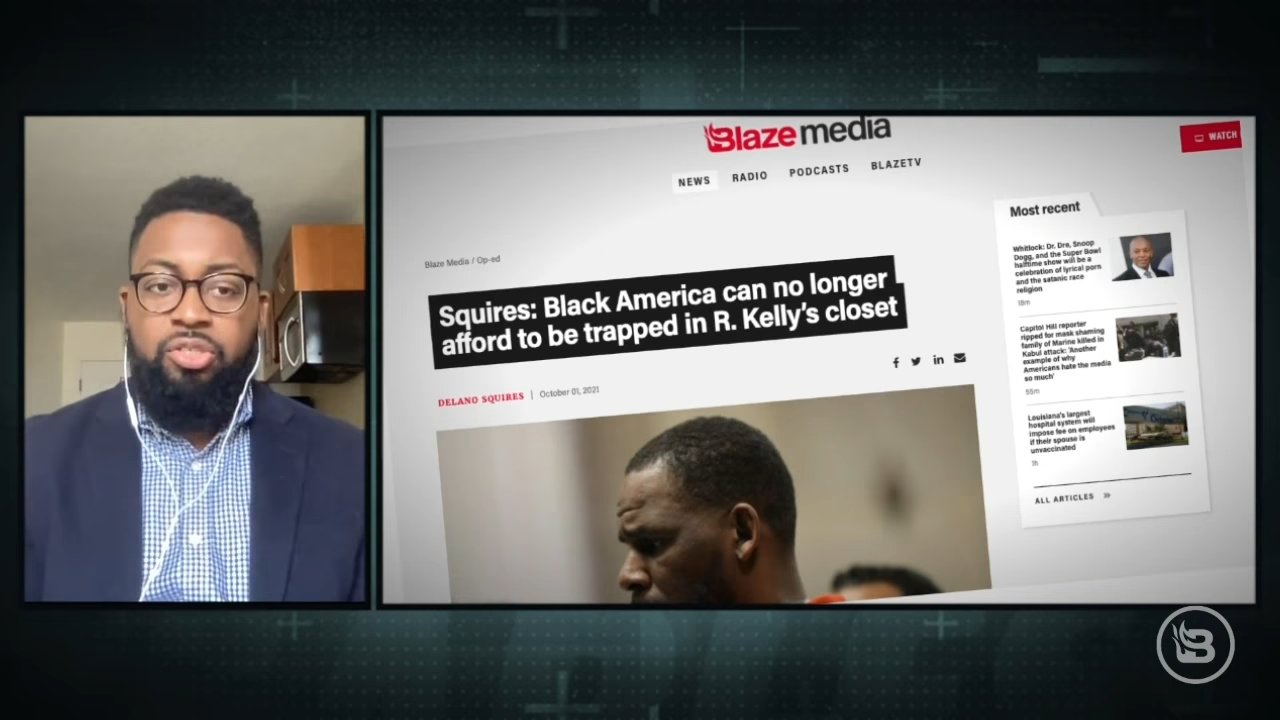 Blaze media
WATCH
NEWS RADIO PODCASTS BLAZETV
Most recent
Whitlock: Dr. Dre, Snoop
Dogg, and the Super Bowl
halftime show will be a
celebration of lyrical porn
and the satanic race
religion
18m
Blaze Media / Op-ed
Squires: Black America can no longer
afford to be trapped in R. Kelly's closet
Capitol Hill reporter
ripped for mask shaming
family of Marine killed in
Kabul attack: 'Another
example of why
Americans hate the media
so much'
55m
DELANO SQUIRES | October 01, 2021
Louisiana's largest
hospital system will
impose fee on employees
if their spouse is
unvaccinated
1h
ALL ARTICLES
B